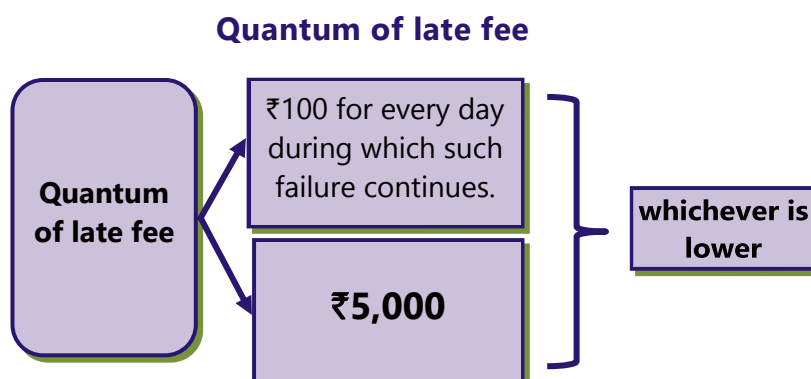 Quantum of late fee
Quantum
of late fee
₹100 for every day
during which such
failure continues.
₹5,000
whichever is
lower